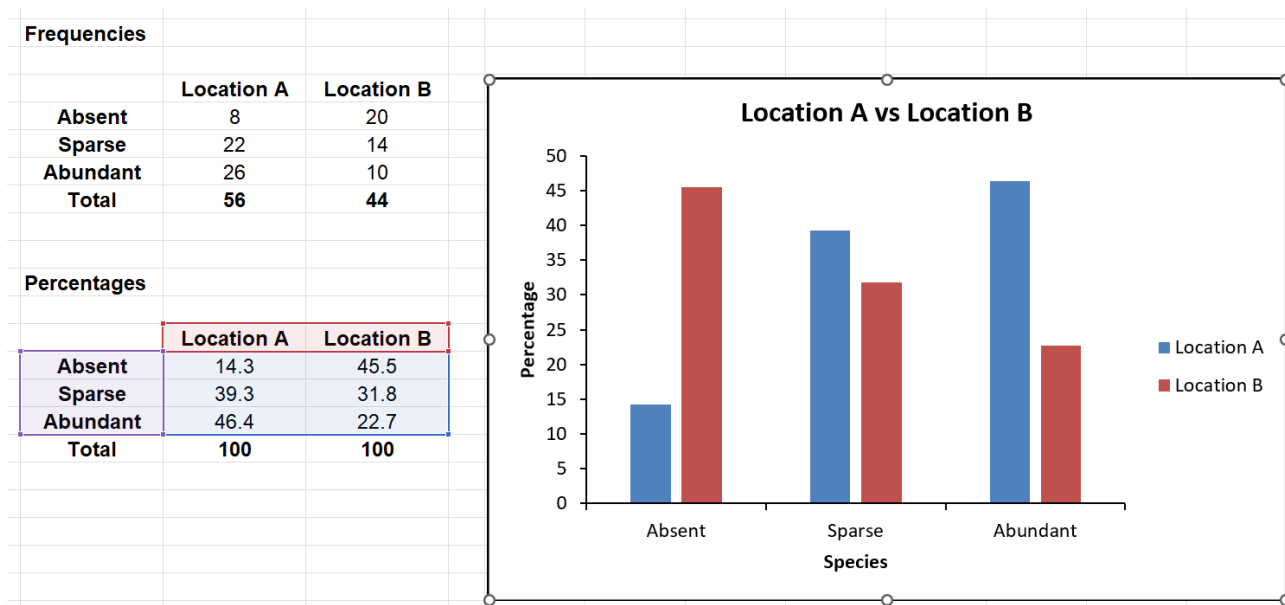 Frequencies
Location A Location B
Absent 8 20
Sparse 22 14
Abundant 26 10
Total 56 44
Percentages
Location A Location B
Absent 14.3 45.5
Sparse 39.3 31.8
Abundant 46.4 22.7
Total 100 100
Location A vs Location B
Percentage
50
45
40
35
30
25
20
15
10
5
0
Absent Sparse Abundant
Species
Location A
Location B